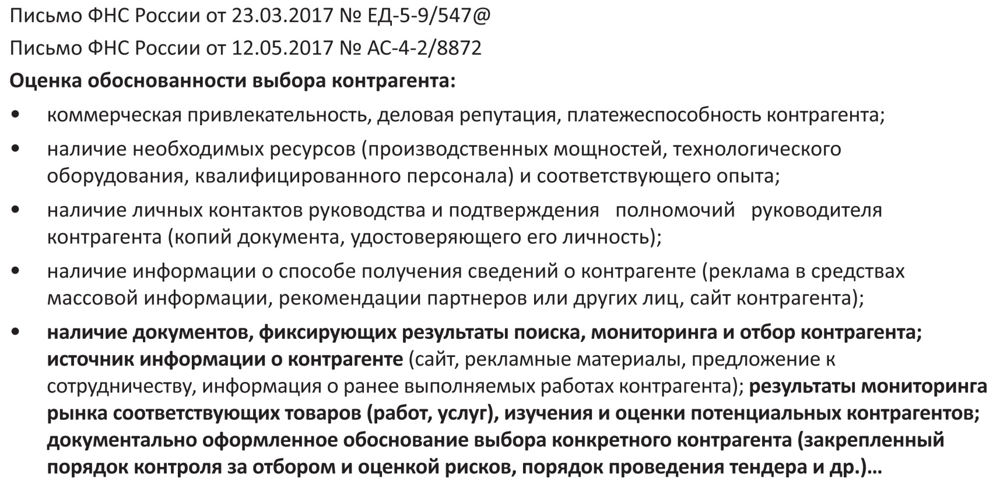 Письмо ФНС России от 23.03.2017 № ЕД-5-9/547@
Письмо ФНС России от 12.05.2017 № АС-4-2/8872
Оценка обоснованности выбора контрагента:
• коммерческая привлекательность, деловая репутация, платежеспособность контрагента;
• наличие необходимых ресурсов (производственных мощностей, технологического
оборудования, квалифицированного персонала) и соответствующего опыта;
• наличие личных контактов руководства и подтверждения полномочий руководителя
контрагента (копий документа, удостоверяющего его личность);
• наличие информации о способе получения сведений о контрагенте (реклама в средствах
массовой информации, рекомендации партнеров или других лиц, сайт контрагента);
• наличие документов, фиксирующих результаты поиска, мониторинга и отбор контрагента;
источник информации о контрагенте (сайт, рекламные материалы, предложение к
сотрудничеству, информация о ранее выполняемых работах контрагента); результаты мониторинга
рынка соответствующих товаров (работ, услуг), изучения и оценки потенциальных контрагентов;
документально оформленное обоснование выбора конкретного контрагента (закрепленный
порядок контроля за отбором и оценкой рисков, порядок проведения тендера и др.)…